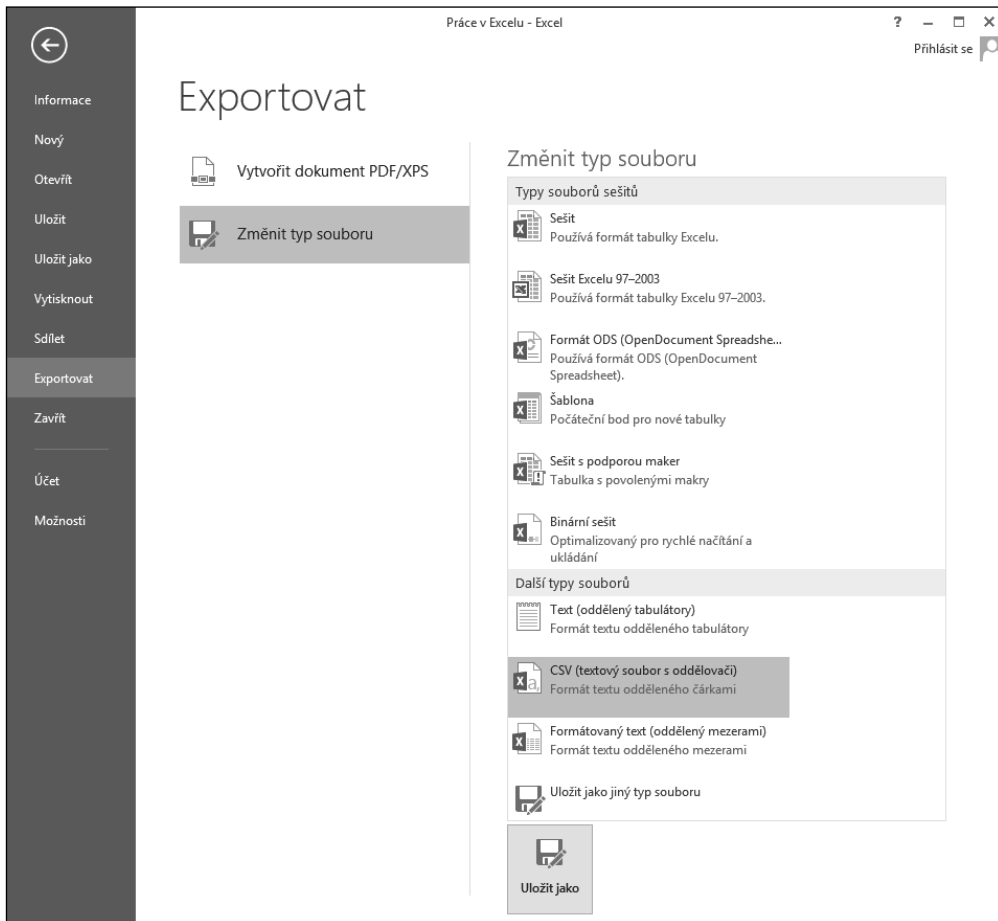 Práce v Excelu - Excel
?
Přihlásit se
Informace
Nový
Otevřít
Uložit
Uložit jako
Vytisknout
Sdílet
Exportovat
Zavřít
Účet
Možnosti
Exportovat
Vytvořit dokument PDF/XPS
Změnit typ souboru
Změnit typ souboru
Typy souborů sešitů
Sešit
Používá formát tabulky Excelu.
Sešit Excelu 97–2003
Používá formát tabulky Excelu 97–2003.
Formát ODS (OpenDocument Spreadshe...
Používá formát ODS (OpenDocument
Spreadsheet).
Šablona
Počáteční bod pro nové tabulky
Sešit s podporou maker
Tabulka s povolenými makry
Binární sešit
Optimalizovaný pro rychlé načítání a
ukládání
Další typy souborů
Text (oddělený tabulátory)
Formát textu odděleného tabulátory
CSV (textový soubor s oddělovači)
Formát textu odděleného čárkami
Formátovaný text (oddělený mezerami)
Formát textu odděleného mezerami
Uložit jako jiný typ souboru
Uložit jako